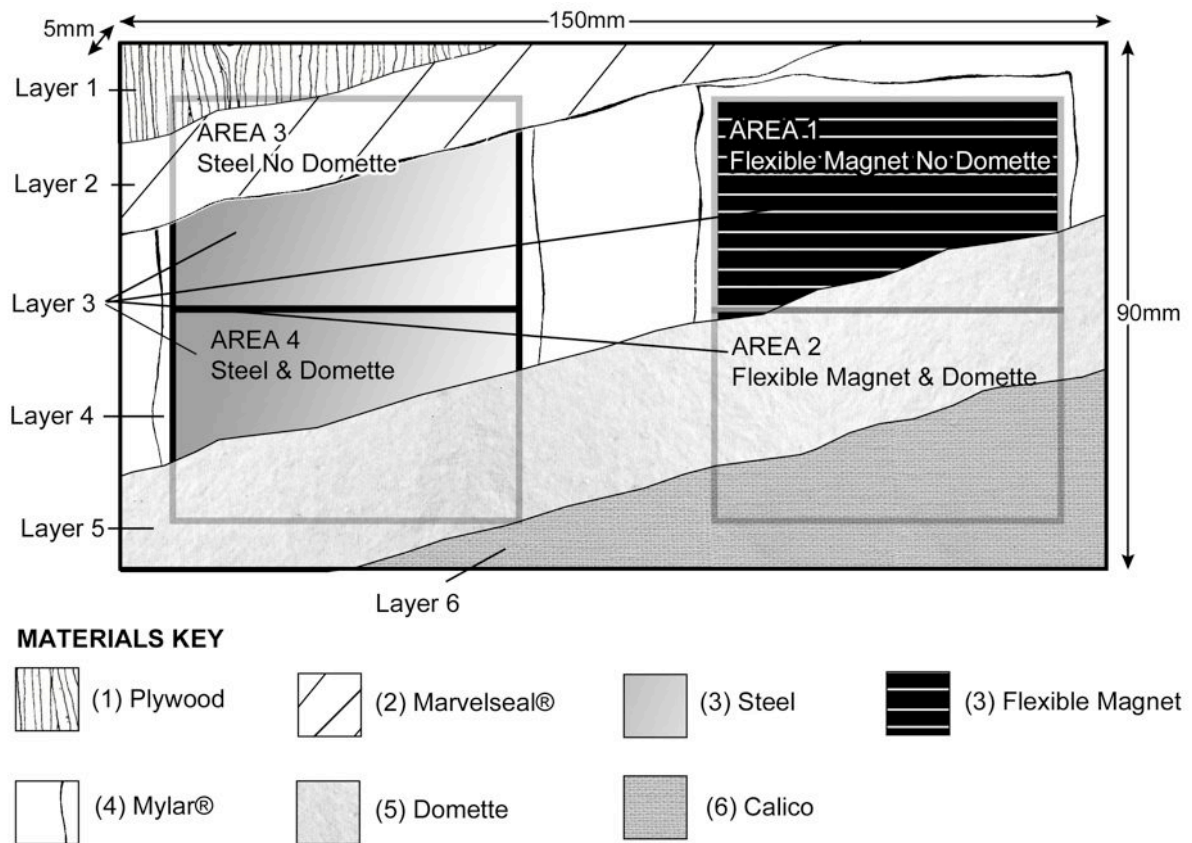 5mm
150mm
Layer 1
AREA 3
Steel No Domette
AREA 1
Flexible Magnet No Domette
Layer 2
Layer 3
90mm
AREA 4
Steel & Domette
AREA 2
Flexible Magnet & Domette
Layer 4
Layer 5
Layer 6
MATERIALS KEY
(1) Plywood
(2) Marvelseal®
(3) Steel
(3) Flexible Magnet
(4) Mylar®
(5) Domette
(6) Calico